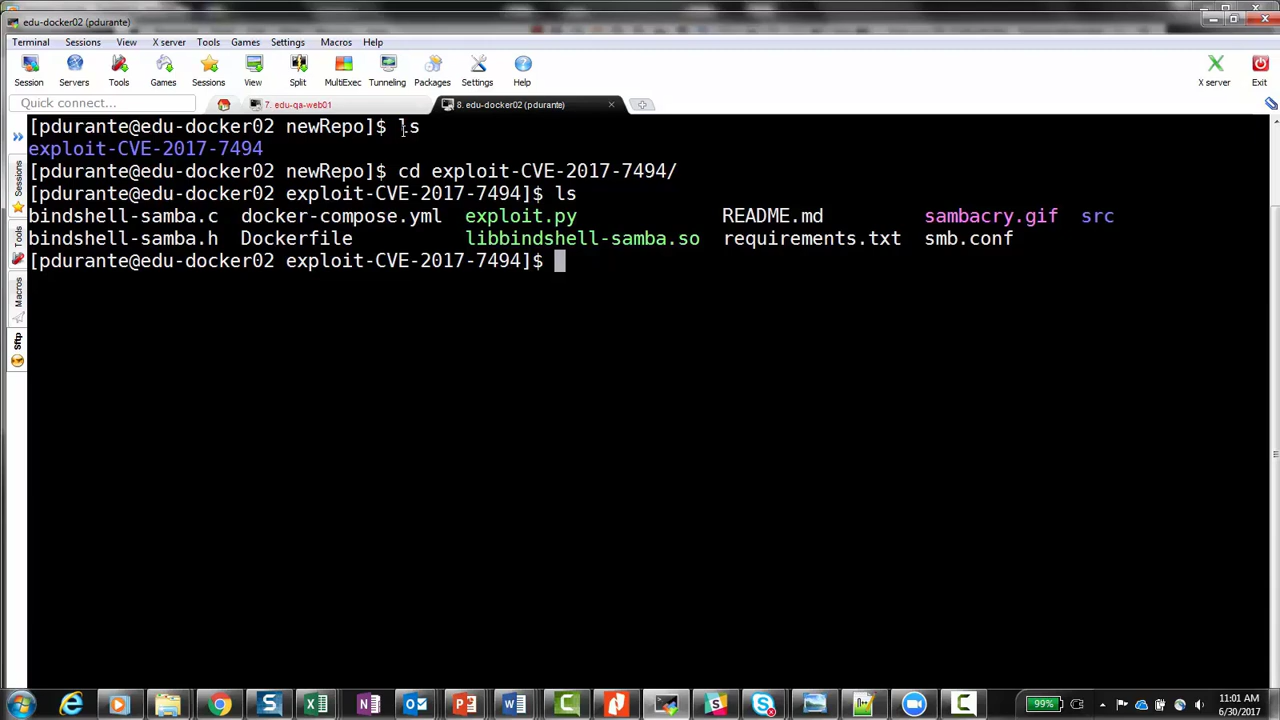 edu-docker02 (pdurante)
Terminal Sessions View X server Tools Games Settings Macros Help
Session Servers Tools Games Sessions View Split MultiExec Tunneling Packages Settings Help X server Exit
Quick connect... 7. edu-qa-web01 8. edu-docker02 (pdurante)
[pdurante@edu-docker02 newRepo]$ ls
exploit-CVE-2017-7494
[pdurante@edu-docker02 newRepo]$ cd exploit-CVE-2017-7494/
[pdurante@edu-docker02 exploit-CVE-2017-7494]$ ls
bindshell-samba.c docker-compose.yml exploit.py README.md sambacry.gif src
bindshell-samba.h Dockerfile libbindshell-samba.so requirements.txt smb.conf
[pdurante@edu-docker02 exploit-CVE-2017-7494]$
Sessions
Tools
Macros
Sftp
99% 11:01 AM
6/30/2017